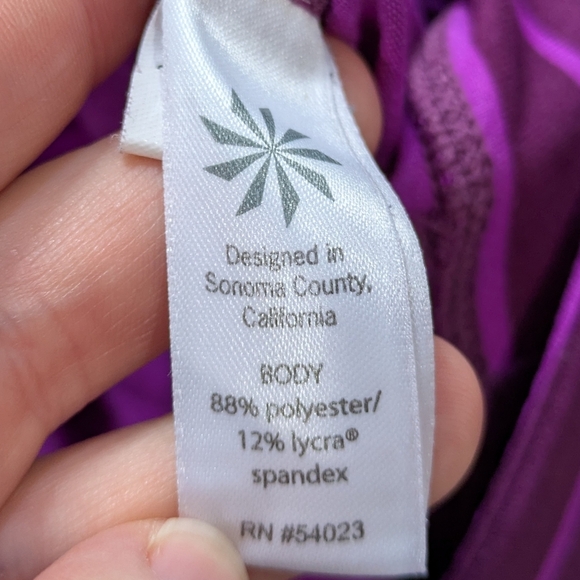 Designed in
Sonoma County,
California
BODY
88% polyester/
12% lycra®
spandex
RN #54023